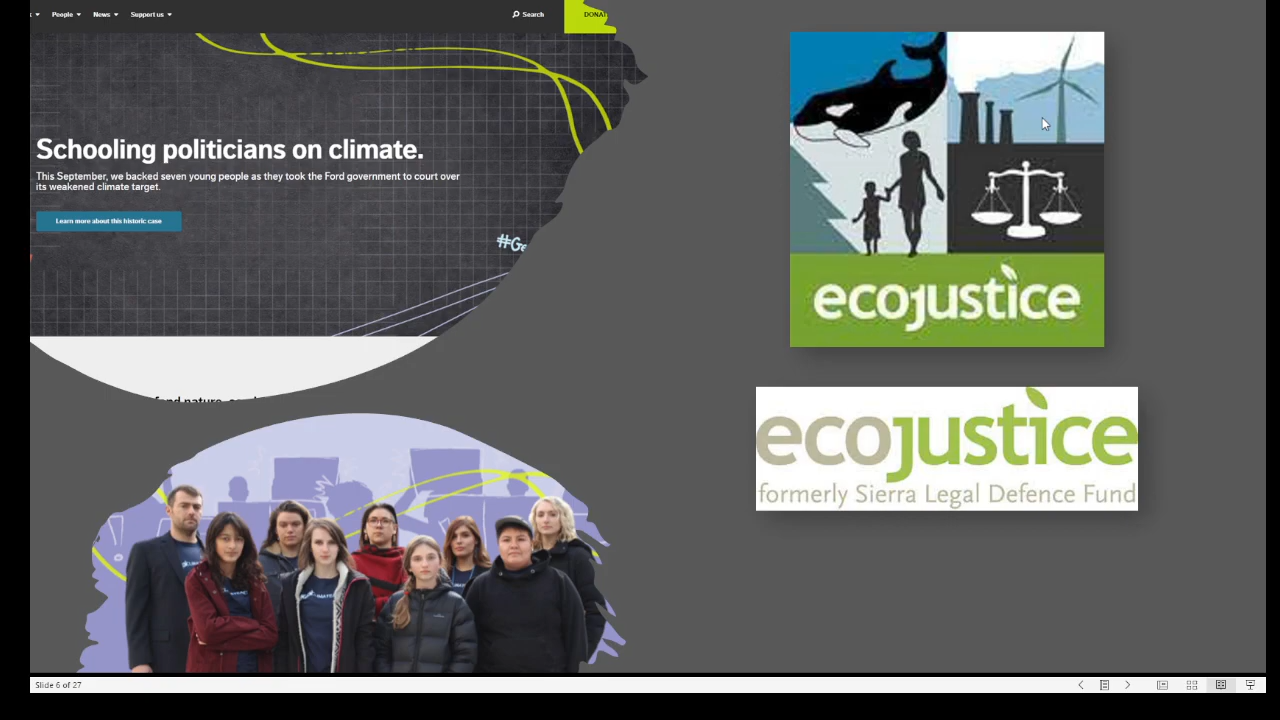 People
News
Support us
Search
Schooling politicians on climate.
This September, we backed seven young people as they took the Ford government to court over
its weakened climate target.
Learn more about this historic case
ecojustice
ecojustice
formerly Sierra Legal Defence Fund
Slide 6 of 27